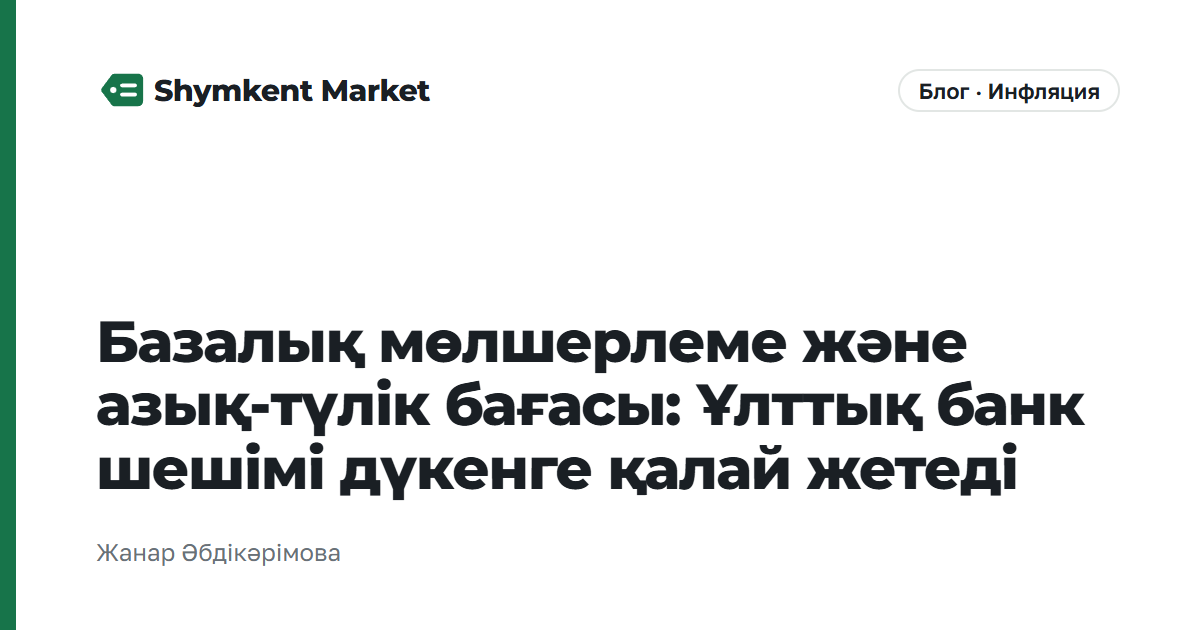 Shymkent Market
Блог · Инфляция
Базалық мөлшерлеме және
азық-түлік бағасы: Ұлттық банк
шешімі дүкенге қалай жетеді
Жанар Әбдікәрімова